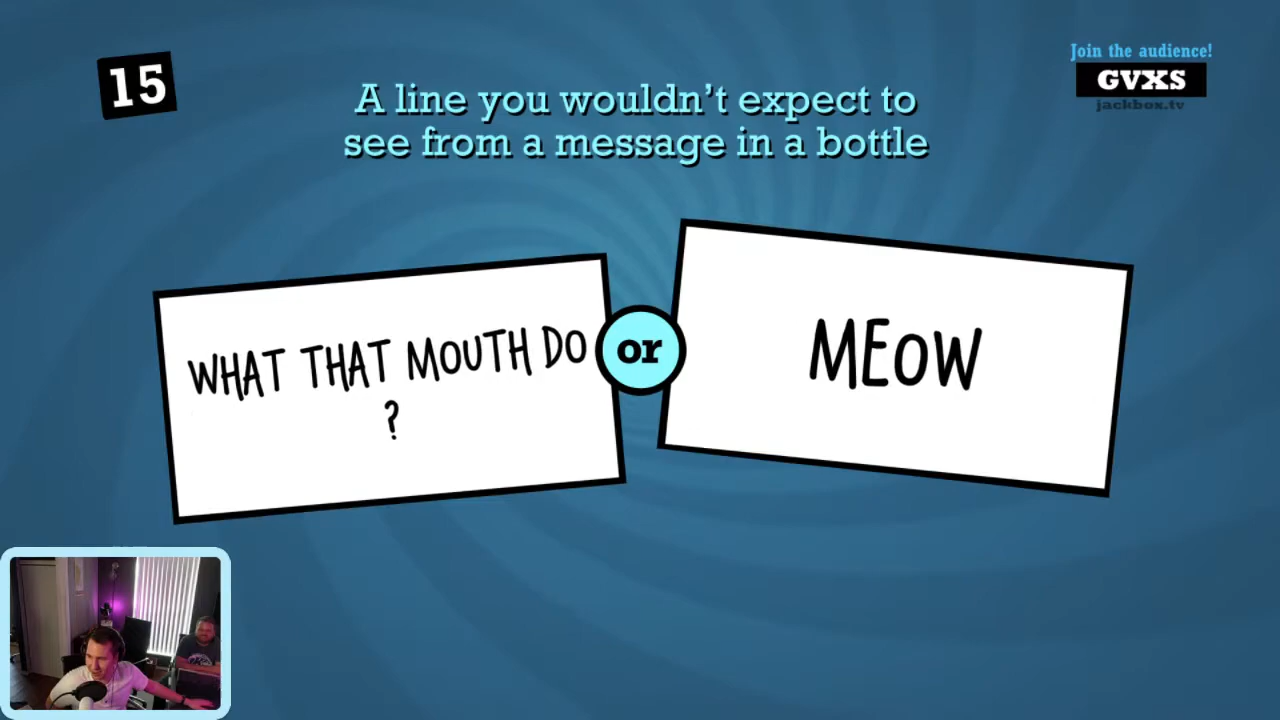 15
Join the audience!
GVXS
jackbox.tv
A line you wouldn't expect to
see from a message in a bottle
WHAT THAT MOUTH DO
?
or
MEOW